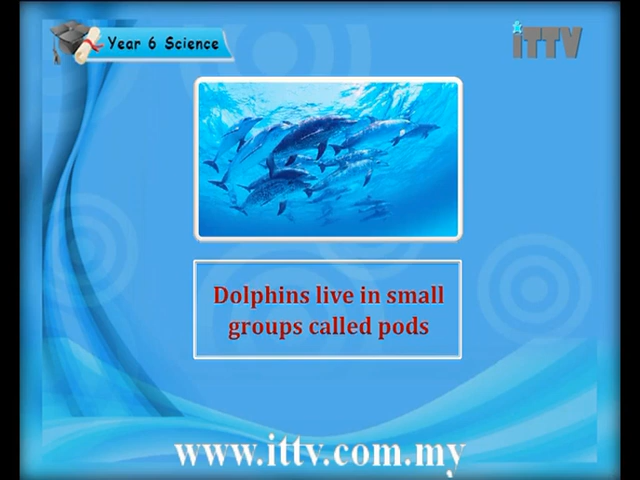 Year 6 Science
iTTV
Dolphins live in small
groups called pods
www.ittv.com.my